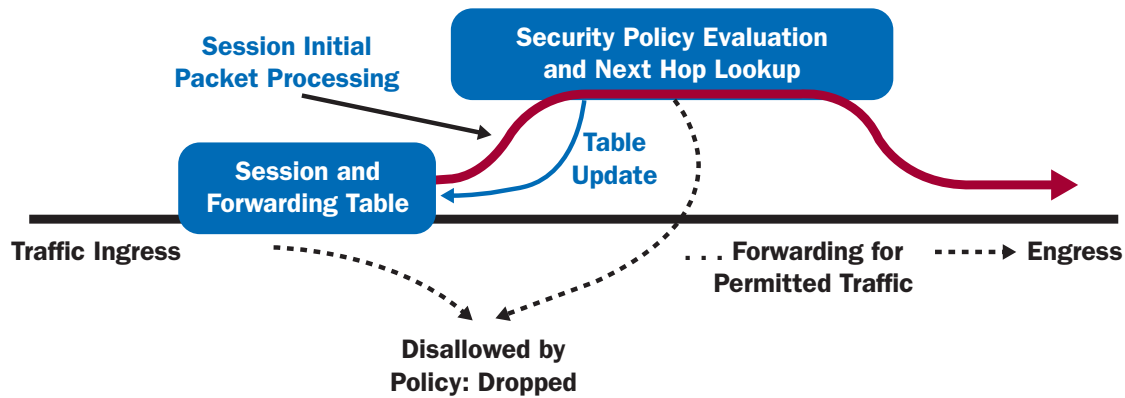 Session Initial
Packet Processing
Security Policy Evaluation
and Next Hop Lookup
Table
Update
Session and
Forwarding Table
Traffic Ingress
Forwarding for
Permitted Traffic
Engress
Disallowed by
Policy: Dropped